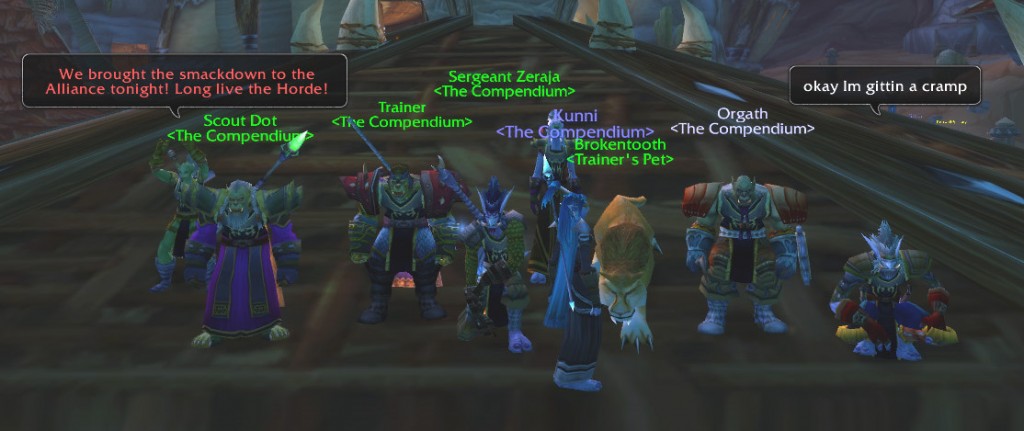 We brought the smackdown to the
Alliance tonight! Long live the Horde!
Scout Dot
<The Compendium>
Trainer
<The Compendium>
Sergeant Zeraja
<The Compendium>
Kunni
<The Compendium>
Brokentooth
<Trainer's Pet>
Orgath
<The Compendium>
okay Im gittin a cramp